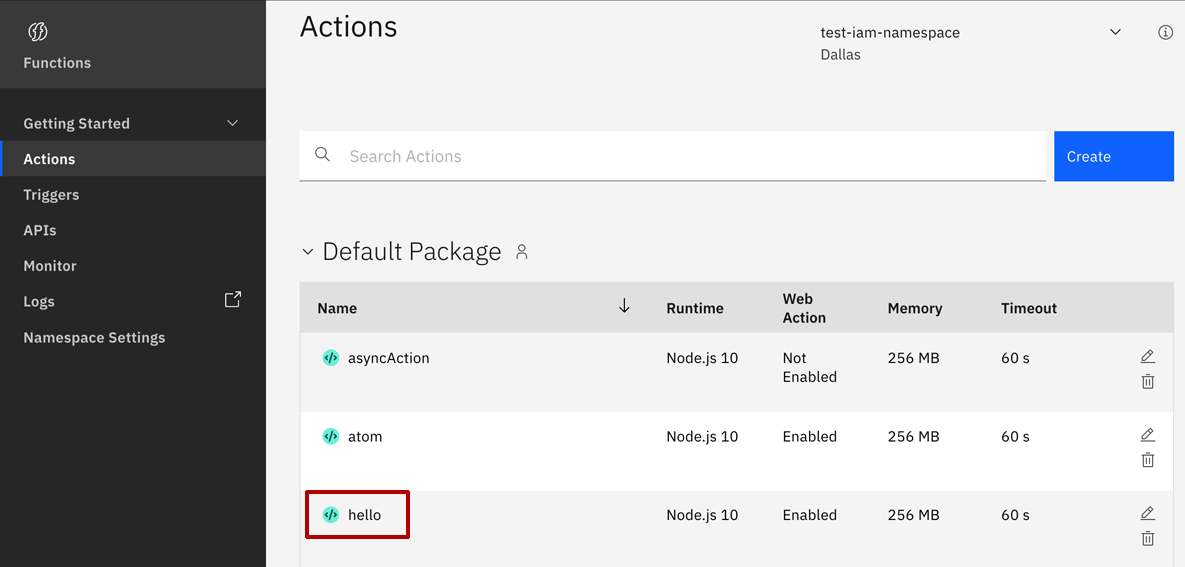 Functions
Getting Started
Actions
Triggers
APIs
Monitor
Logs
Namespace Settings
Actions
test-iam-namespace
Dallas
Search Actions
Create
Default Package
Name Runtime Web Action Memory Timeout
asyncAction Node.js 10 Not Enabled 256 MB 60 s
atom Node.js 10 Enabled 256 MB 60 s
hello Node.js 10 Enabled 256 MB 60 s